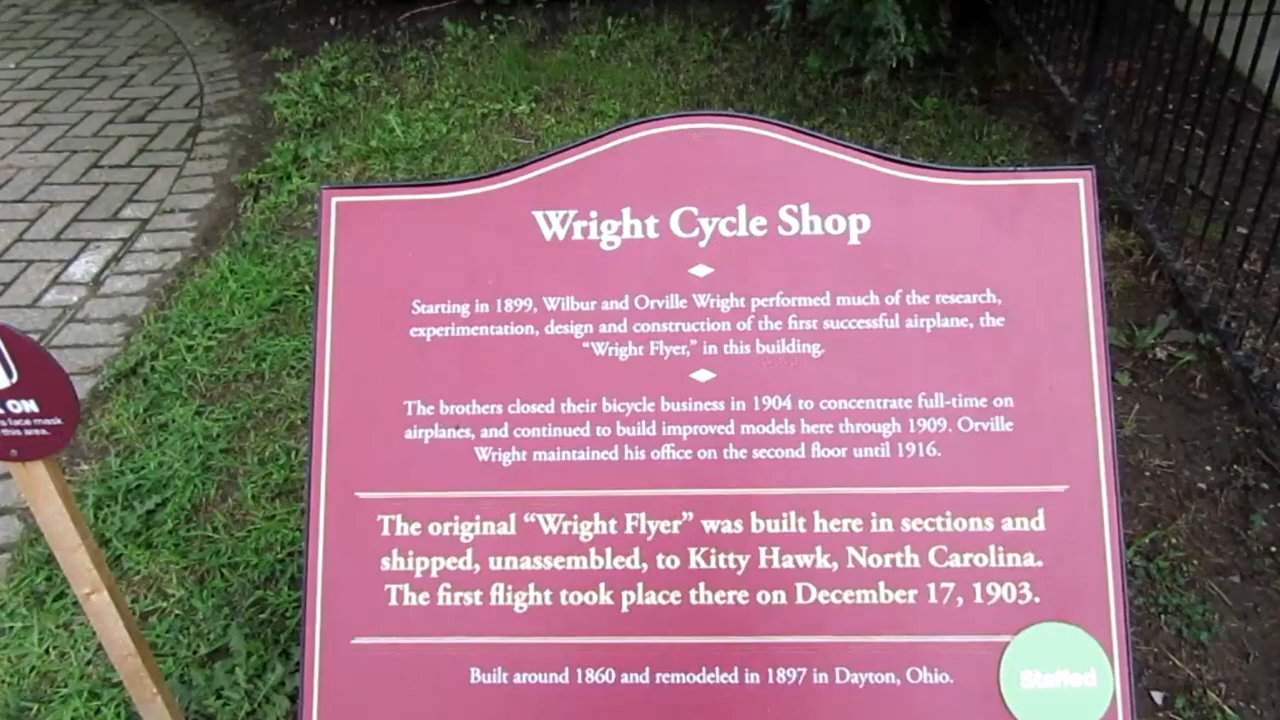 Wright Cycle Shop
Starting in 1899, Wilbur and Orville Wright performed much of the research,
experimentation, design and construction of the first successful airplane, the
“Wright Flyer,” in this building.
The brothers closed their bicycle business in 1904 to concentrate full-time on
airplanes, and continued to build improved models here through 1909. Orville
Wright maintained his office on the second floor until 1916.
The original “Wright Flyer” was built here in sections and
shipped, unassembled, to Kitty Hawk, North Carolina.
The first flight took place there on December 17, 1903.
Built around 1860 and remodeled in 1897 in Dayton, Ohio.
Staffed
ON
face mask
this area.